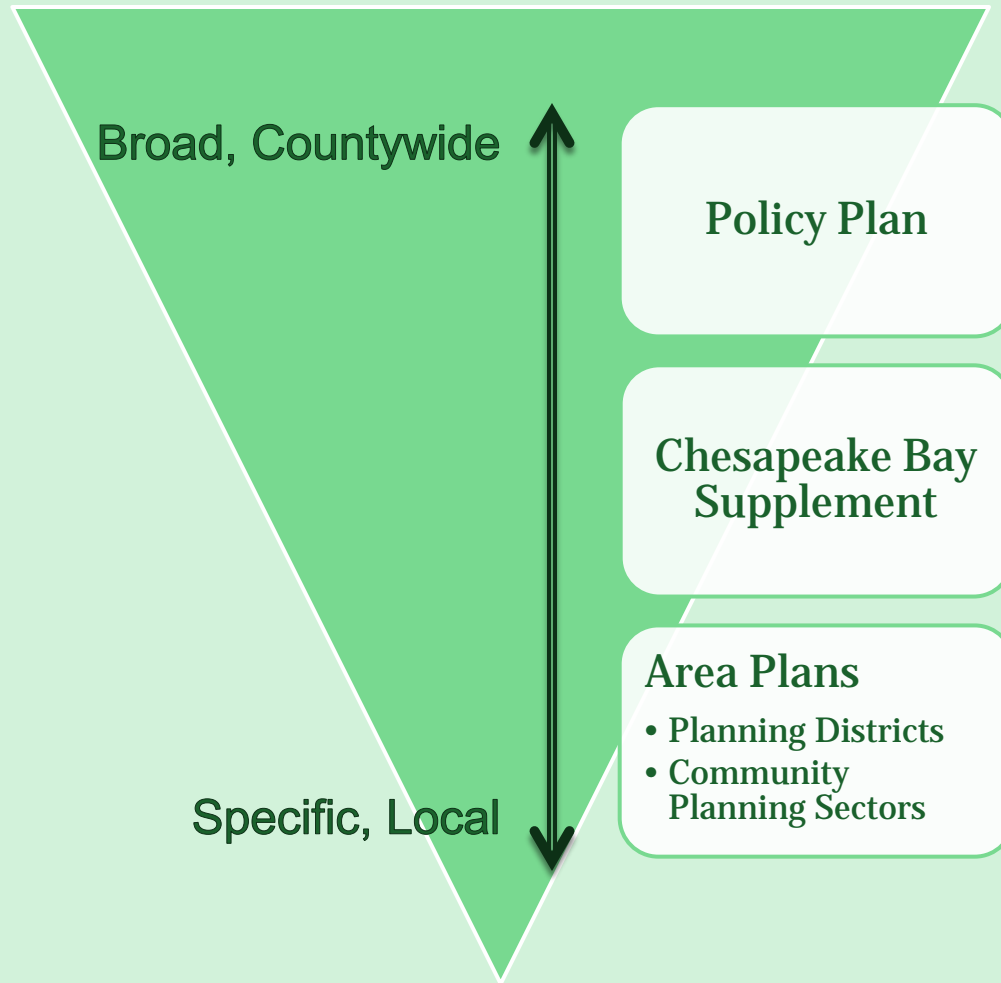 Broad, Countywide
Policy Plan
Chesapeake Bay
Supplement
Area Plans
• Planning Districts
• Community
Planning Sectors
Specific, Local